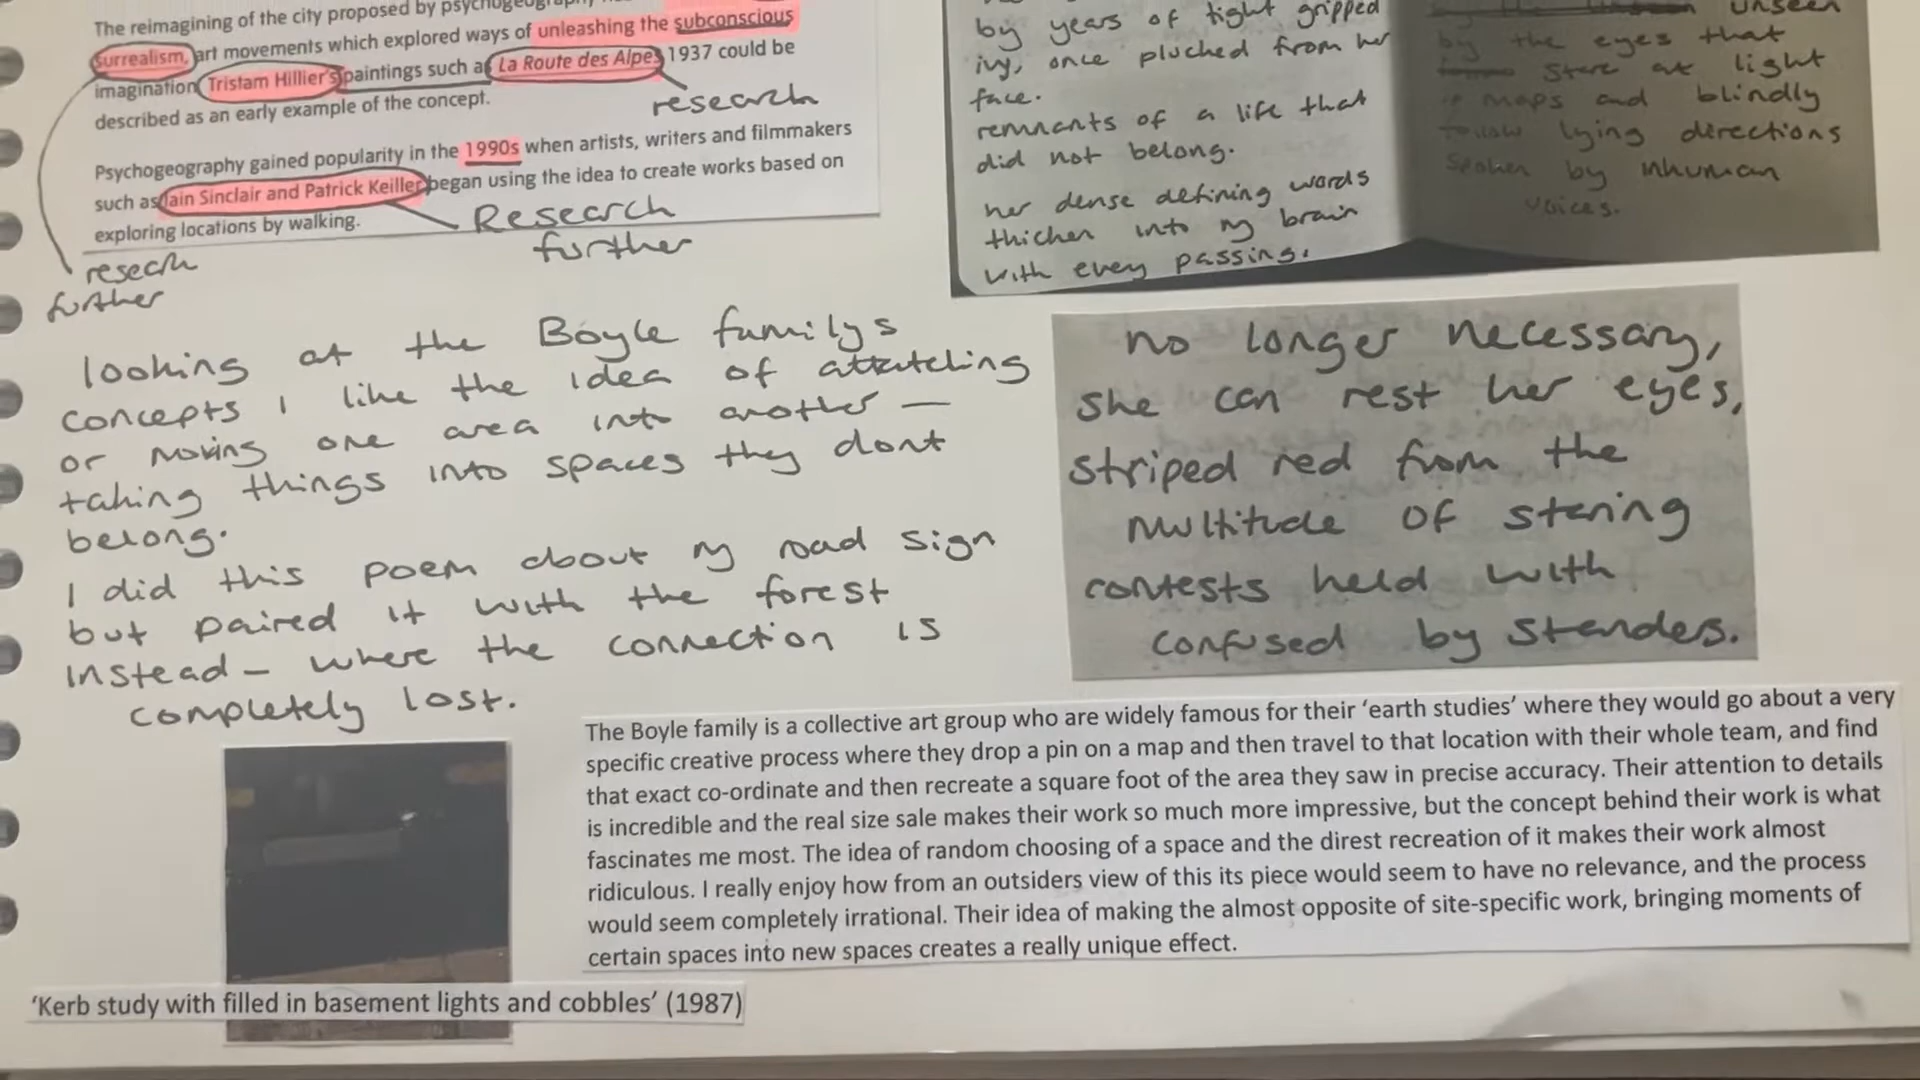 The reimagining of the city proposed by psychogeography
surrealism, art movements which explored ways of unleashing the subconscious
imagination Tristam Hillier's paintings such as La Route des Alpes 1937 could be
described as an early example of the concept.
research
Psychogeography gained popularity in the 1990s when artists, writers and filmmakers
such as Iain Sinclair and Patrick Keiller began using the idea to create works based on
exploring locations by walking.
Research
further
reseach
further
by years of tight gripped
ivy, once plucked from her
face.
remnants of a life that
did not belong.
her dense defining words
thicken into my brain
with every passing.
unseen
by the eyes that
stare at light
maps and blindly
follow lying directions
spoken by inhuman
voices.
looking at the Boyle familys
concepts I like the idea of attatching
or moving one area into another —
taking things into spaces they dont
belong.
I did this poem about my road sign
but paired it with the forest
instead – where the connection is
completely lost.
no longer necessary,
she can rest her eyes,
striped red from the
multitude of staring
contests held with
confused by standers.
The Boyle family is a collective art group who are widely famous for their 'earth studies' where they would go about a very
specific creative process where they drop a pin on a map and then travel to that location with their whole team, and find
that exact co-ordinate and then recreate a square foot of the area they saw in precise accuracy. Their attention to details
is incredible and the real size sale makes their work so much more impressive, but the concept behind their work is what
fascinates me most. The idea of random choosing of a space and the direst recreation of it makes their work almost
ridiculous. I really enjoy how from an outsiders view of this its piece would seem to have no relevance, and the process
would seem completely irrational. Their idea of making the almost opposite of site-specific work, bringing moments of
certain spaces into new spaces creates a really unique effect.
'Kerb study with filled in basement lights and cobbles' (1987)